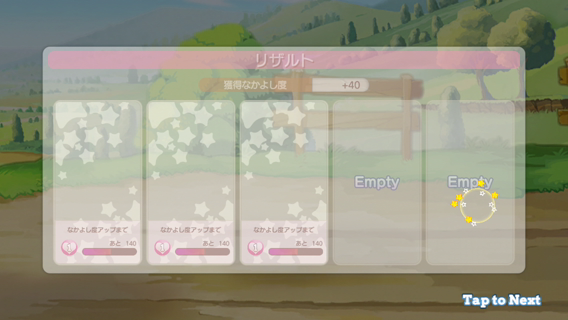 リザルト
獲得なかよし度 +40
Empty
Empty
なかよし度アップまで
なかよし度アップまで
なかよし度アップまで
あと 140
あと 140
あと 140
Tap to Next